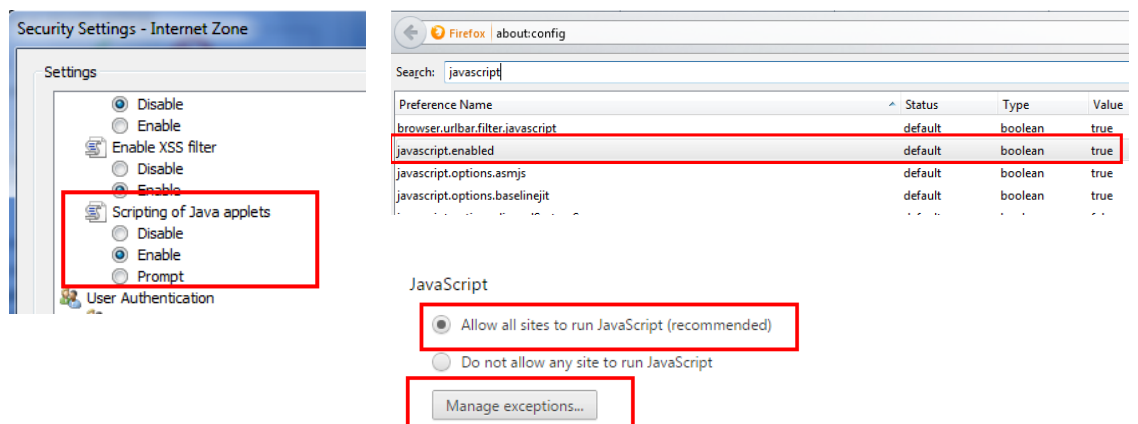 Security Settings - Internet Zone
Settings
Disable
Enable
Enable XSS filter
Disable
Enable
Scripting of Java applets
Disable
Enable
Prompt
User Authentication
Firefox about:config
Search: javascript
Preference Name Status Type Value
browser.urlbar.filter.javascript default boolean true
javascript.enabled default boolean true
javascript.options.asmjs default boolean true
javascript.options.baselinejit default boolean true
JavaScript
Allow all sites to run JavaScript (recommended)
Do not allow any site to run JavaScript
Manage exceptions...